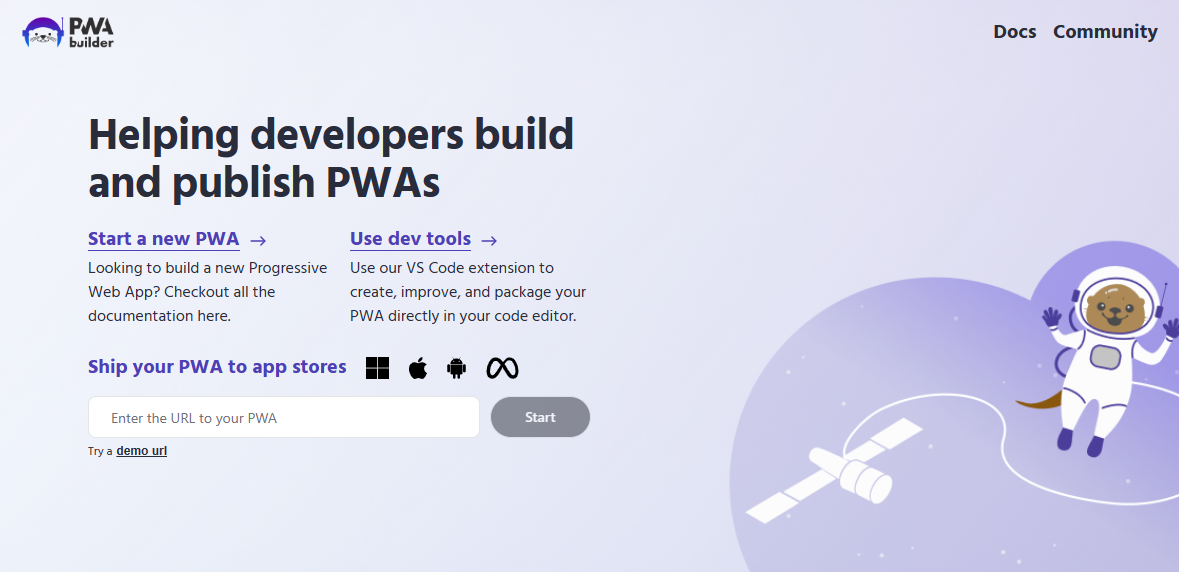 PWA
builder
Docs
Community
Helping developers build
and publish PWAs
Start a new PWA →
Looking to build a new Progressive
Web App? Checkout all the
documentation here.
Use dev tools →
Use our VS Code extension to
create, improve, and package your
PWA directly in your code editor.
Ship your PWA to app stores
Enter the URL to your PWA
Start
Try a demo url